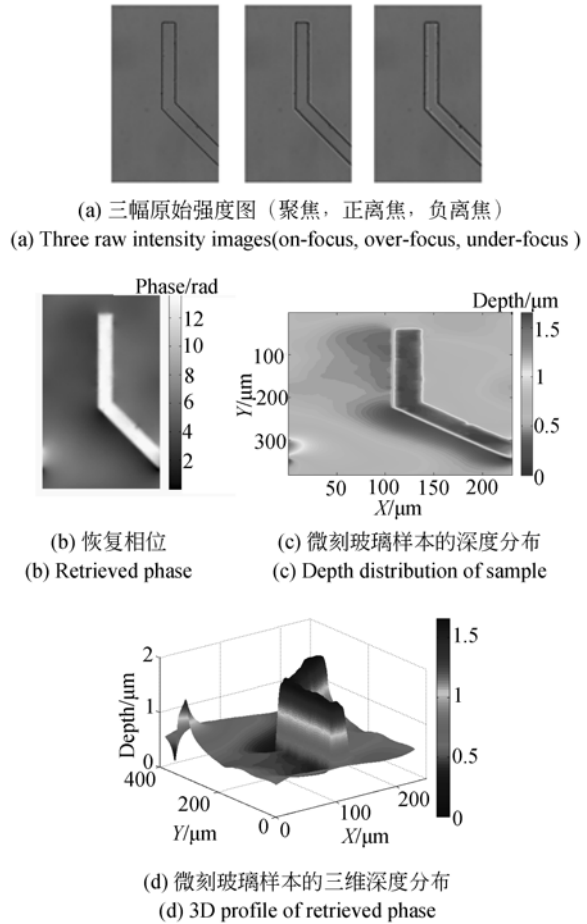 (a) 三幅原始强度图（聚焦，正离焦，负离焦）
(a) Three raw intensity images(on-focus, over-focus, under-focus )
Phase/rad
12
10
8
6
4
2
Depth/μm
1.5
1
0.5
0
Y/μm
100
200
300
50 100 150 200
X/μm
(b) 恢复相位
(b) Retrieved phase
(c) 微刻玻璃样本的深度分布
(c) Depth distribution of sample
Depth/μm
2
1
0
400
200
0
Y/μm
0
100
200
X/μm
1.5
1
0.5
0
(d) 微刻玻璃样本的三维深度分布
(d) 3D profile of retrieved phase